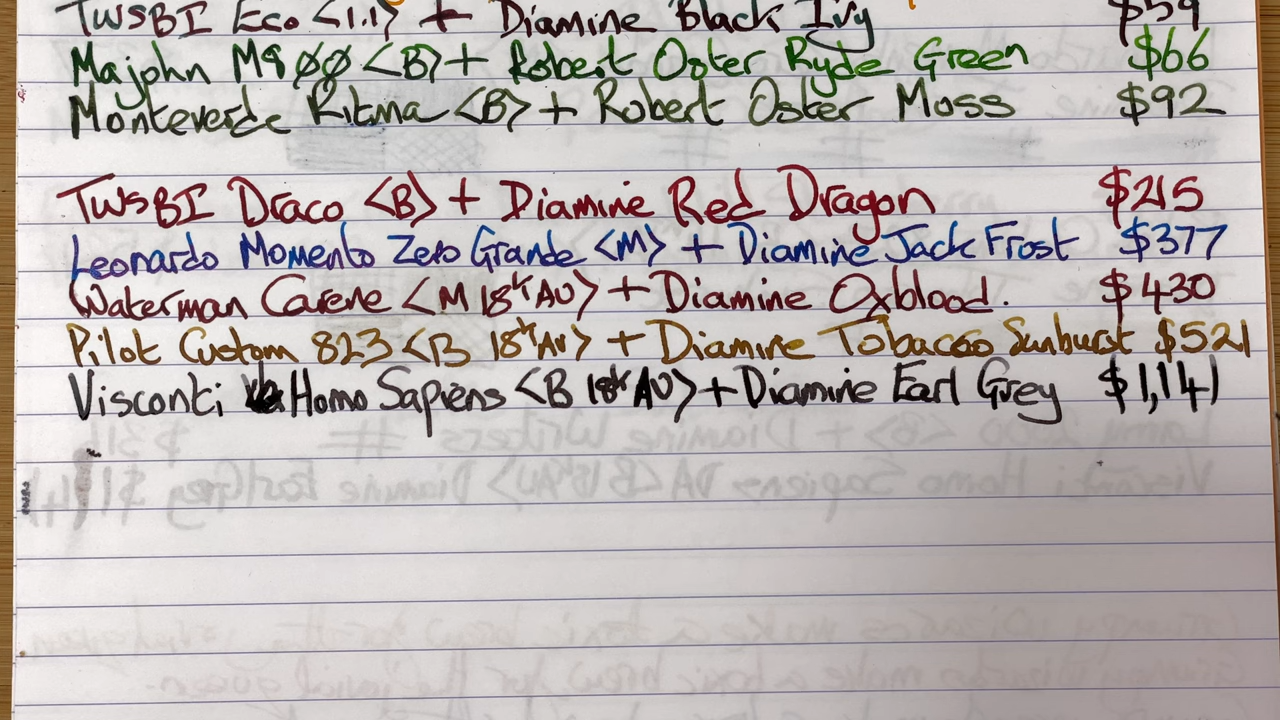 TWSBI Eco <1.1> + Diamine Black Ivy $59
Majohn M800 <B> + Robert Oster Ryde Green $66
Monteverde Ritma <B> + Robert Oster Moss $92
TWSBI Draco <B> + Diamine Red Dragon $215
Leonardo Momento Zero Grande <M> + Diamine Jack Frost $377
Waterman Carene <M 18k AU> + Diamine Oxblood. $430
Pilot Custom 823 <B 18k AU> + Diamine Tobacco Sunburst $521
Visconti Homo Sapiens <B 18k AU> + Diamine Earl Grey $1,141